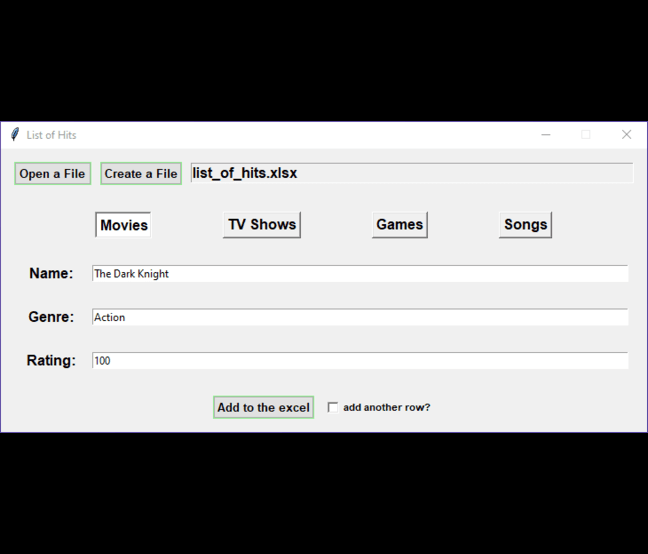 List of Hits
Open a File Create a File list_of_hits.xlsx
Movies TV Shows Games Songs
Name: The Dark Knight
Genre: Action
Rating: 100
Add to the excel add another row?